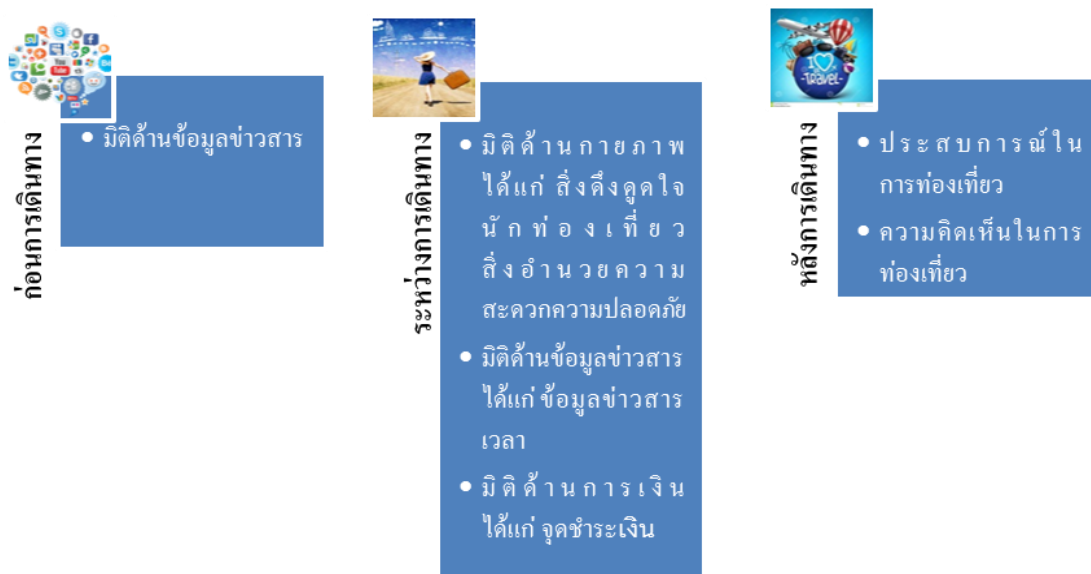 ก่อนการเดินทาง
• มิติด้านข้อมูลข่าวสาร
ระหว่างการเดินทาง
• มิติด้านกายภาพ
ได้แก่ สิ่งดึงดูดใจ
นักท่องเที่ยว
สิ่งอำนวยความ
สะดวกความปลอดภัย
• มิติด้านข้อมูลข่าวสาร
ได้แก่ ข้อมูลข่าวสาร
เวลา
• มิติด้านการเงิน
ได้แก่ จุดชำระเงิน
หลังการเดินทาง
I
TRAVEL
• ประสบการณ์ใน
การท่องเที่ยว
• ความคิดเห็นในการ
ท่องเที่ยว